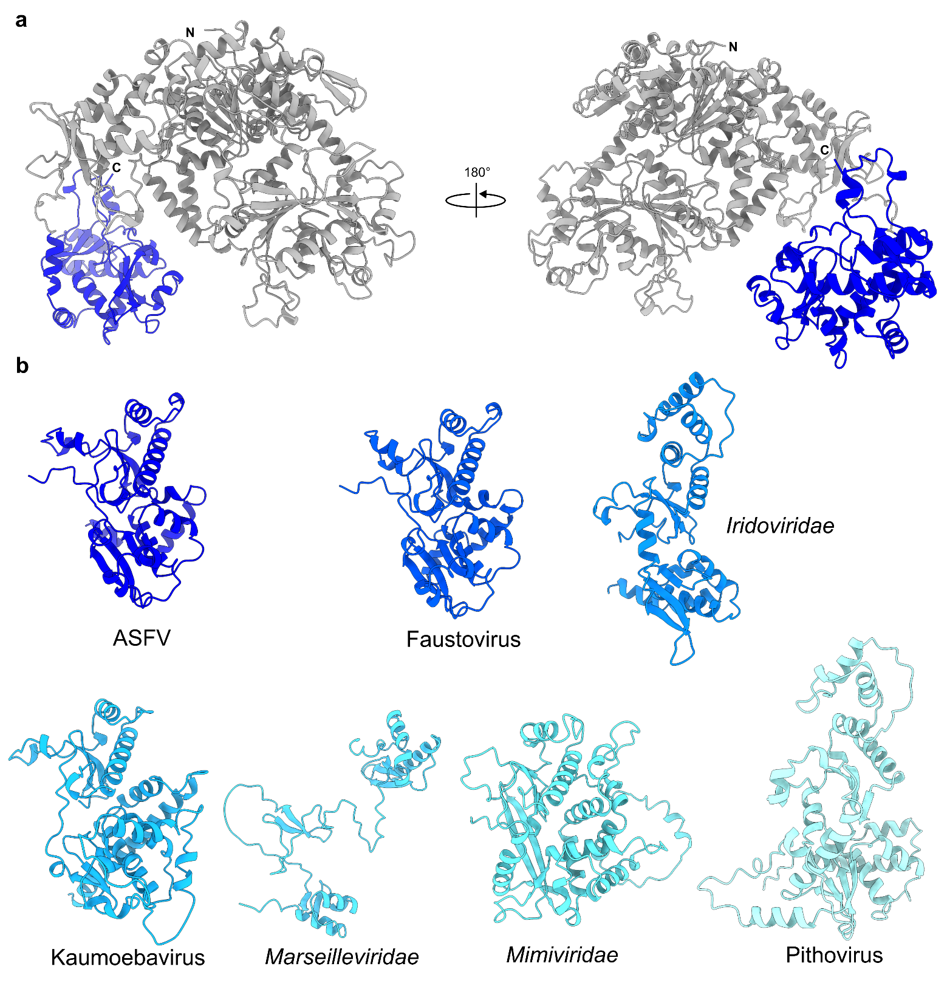 a
N
N
C
C
180°
b
Iridoviridae
ASFV
Faustovirus
Kaumoebavirus
Marseilleviridae
Mimiviridae
Pithovirus